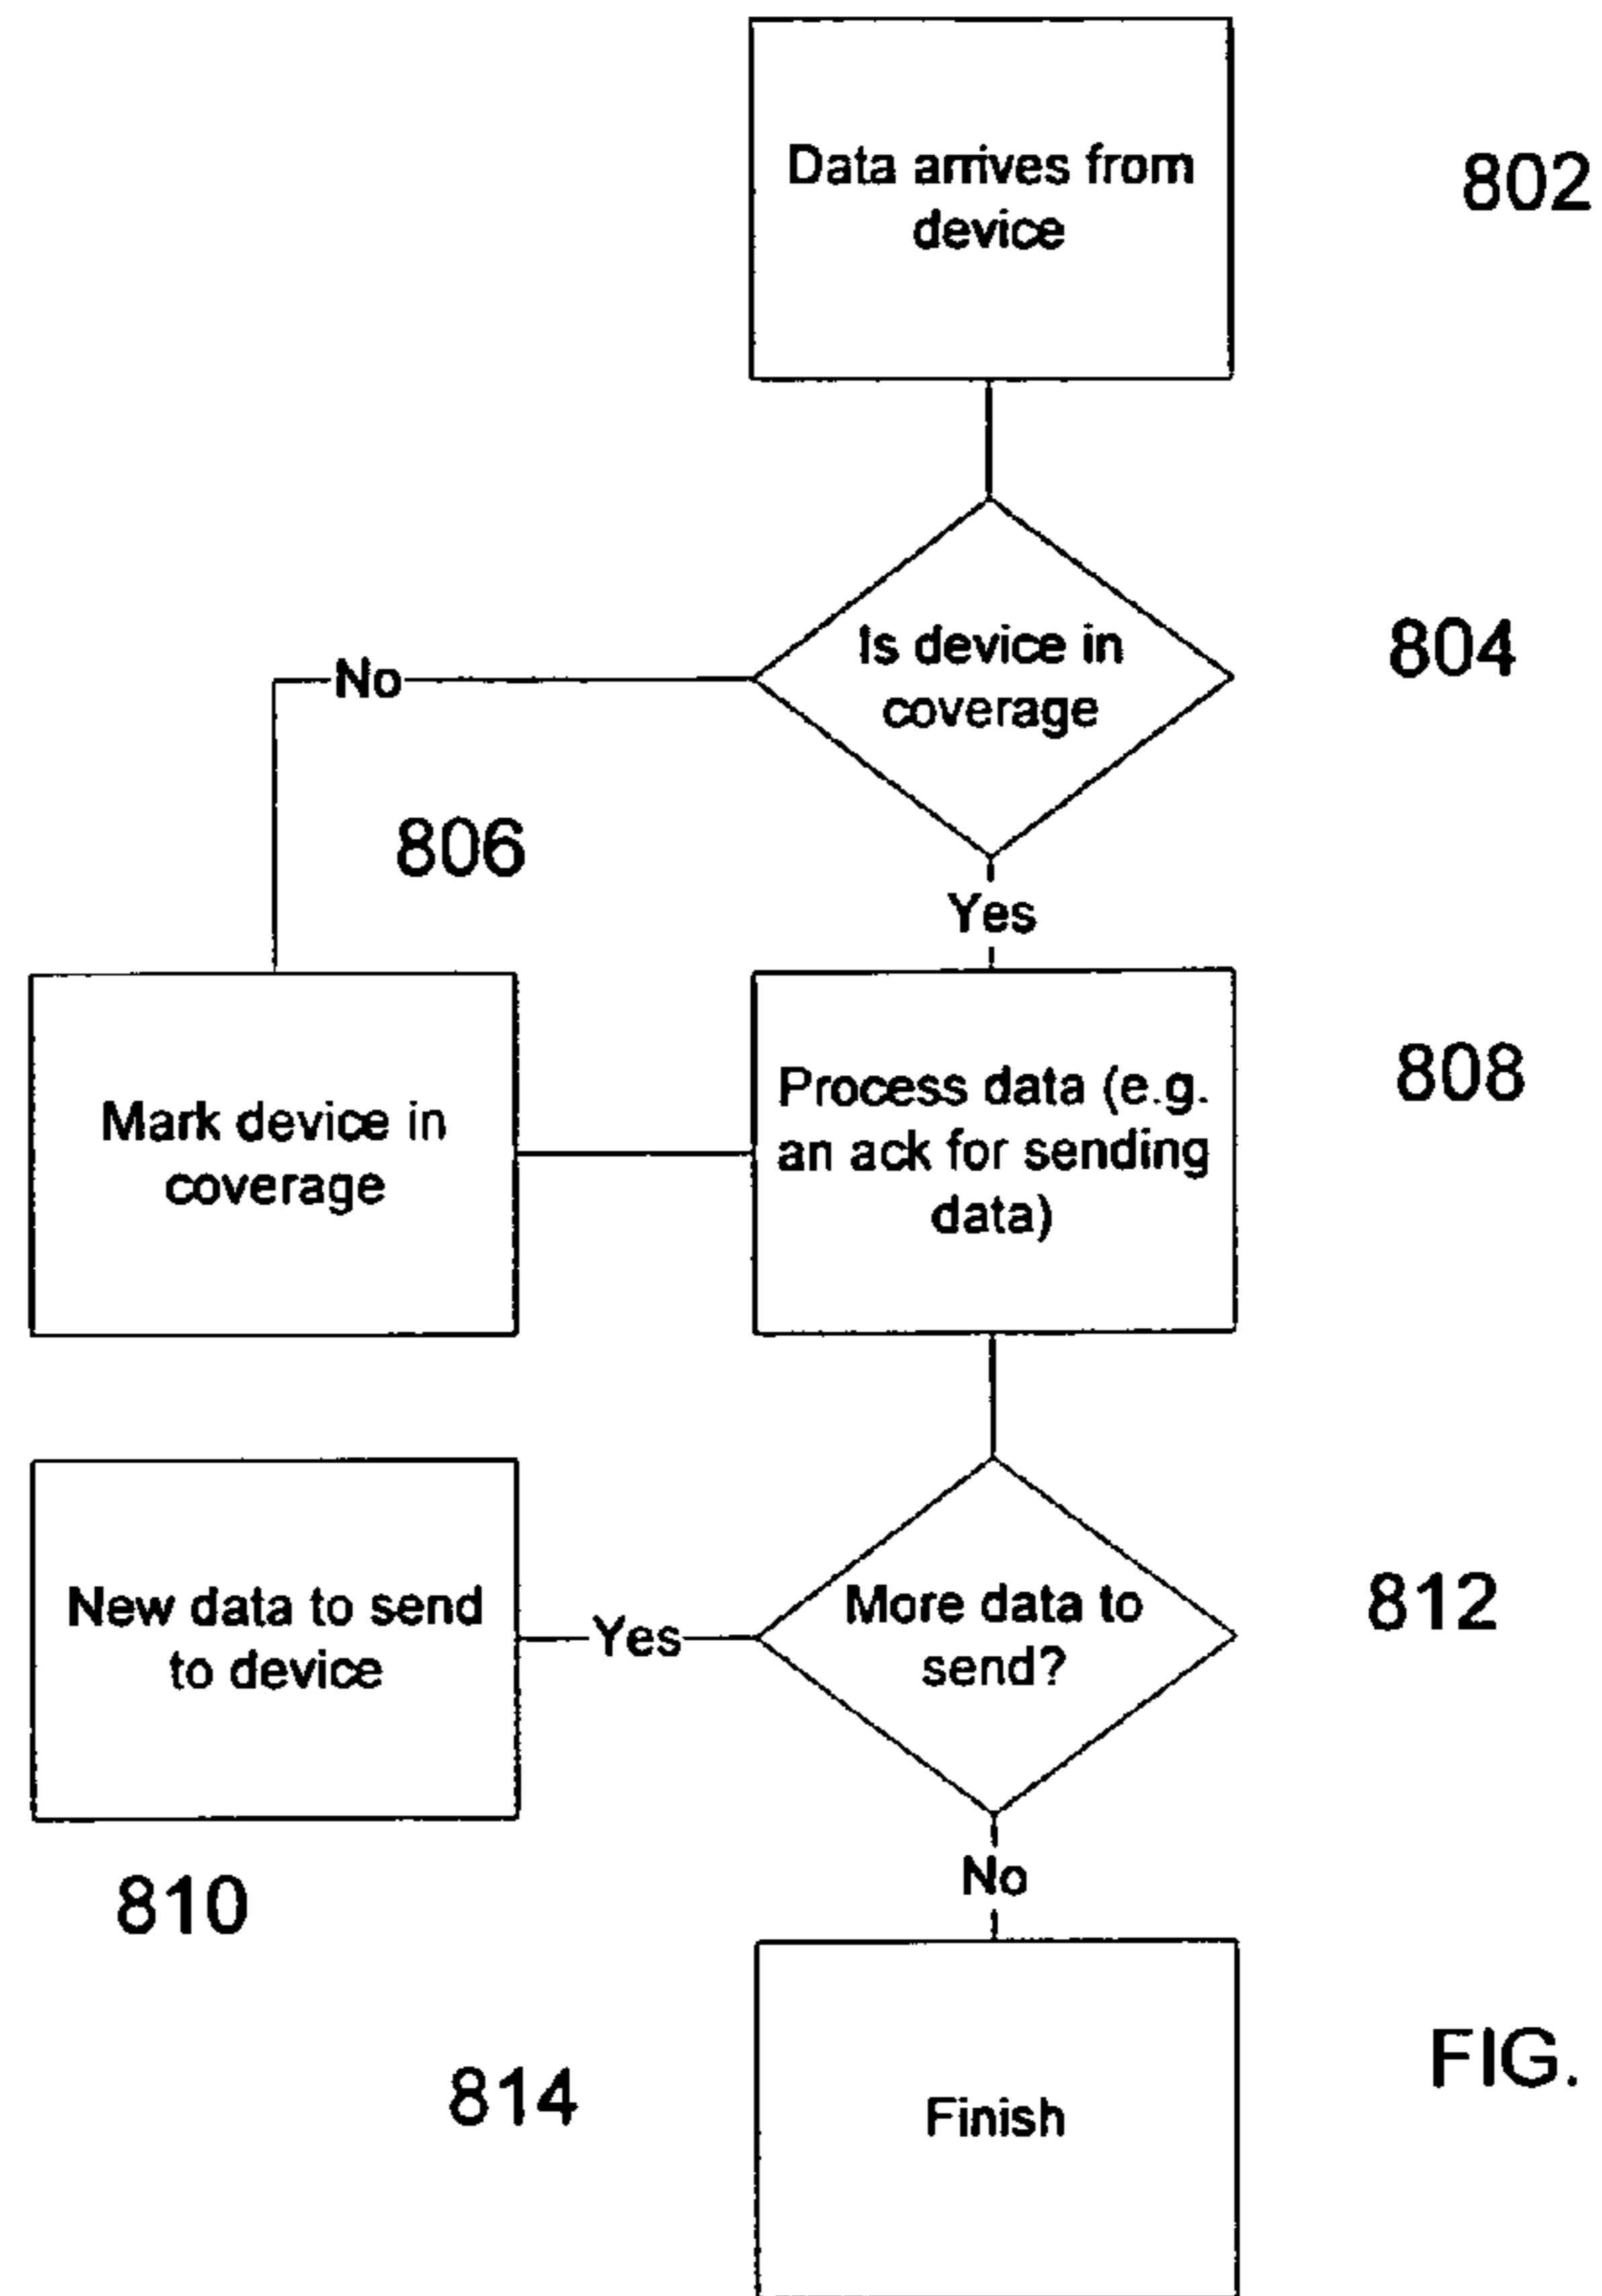 Data arrives from
device
802
Is device in
coverage
804
No
806
Yes
Mark device in
coverage
Process data (e.g.
an ack for sending
data)
808
New data to send
to device
Yes
More data to
send?
812
810
No
814
Finish
FIG.